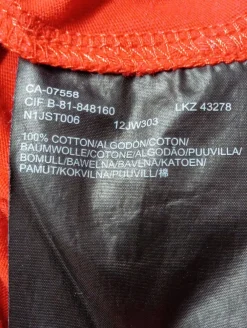 CA-07558
CIF B-81-848160 LKZ 43278
N1JST006 12JW303
100% COTTON/ALGODÓN/COTON/
BAUMWOLLE/COTONE/ALGODÃO/PUUVILLA/
BOMULL/BAWEŁNA/BAVLNA/KATOEN/
PAMUT/KOKVILNA/PUUVILL/棉